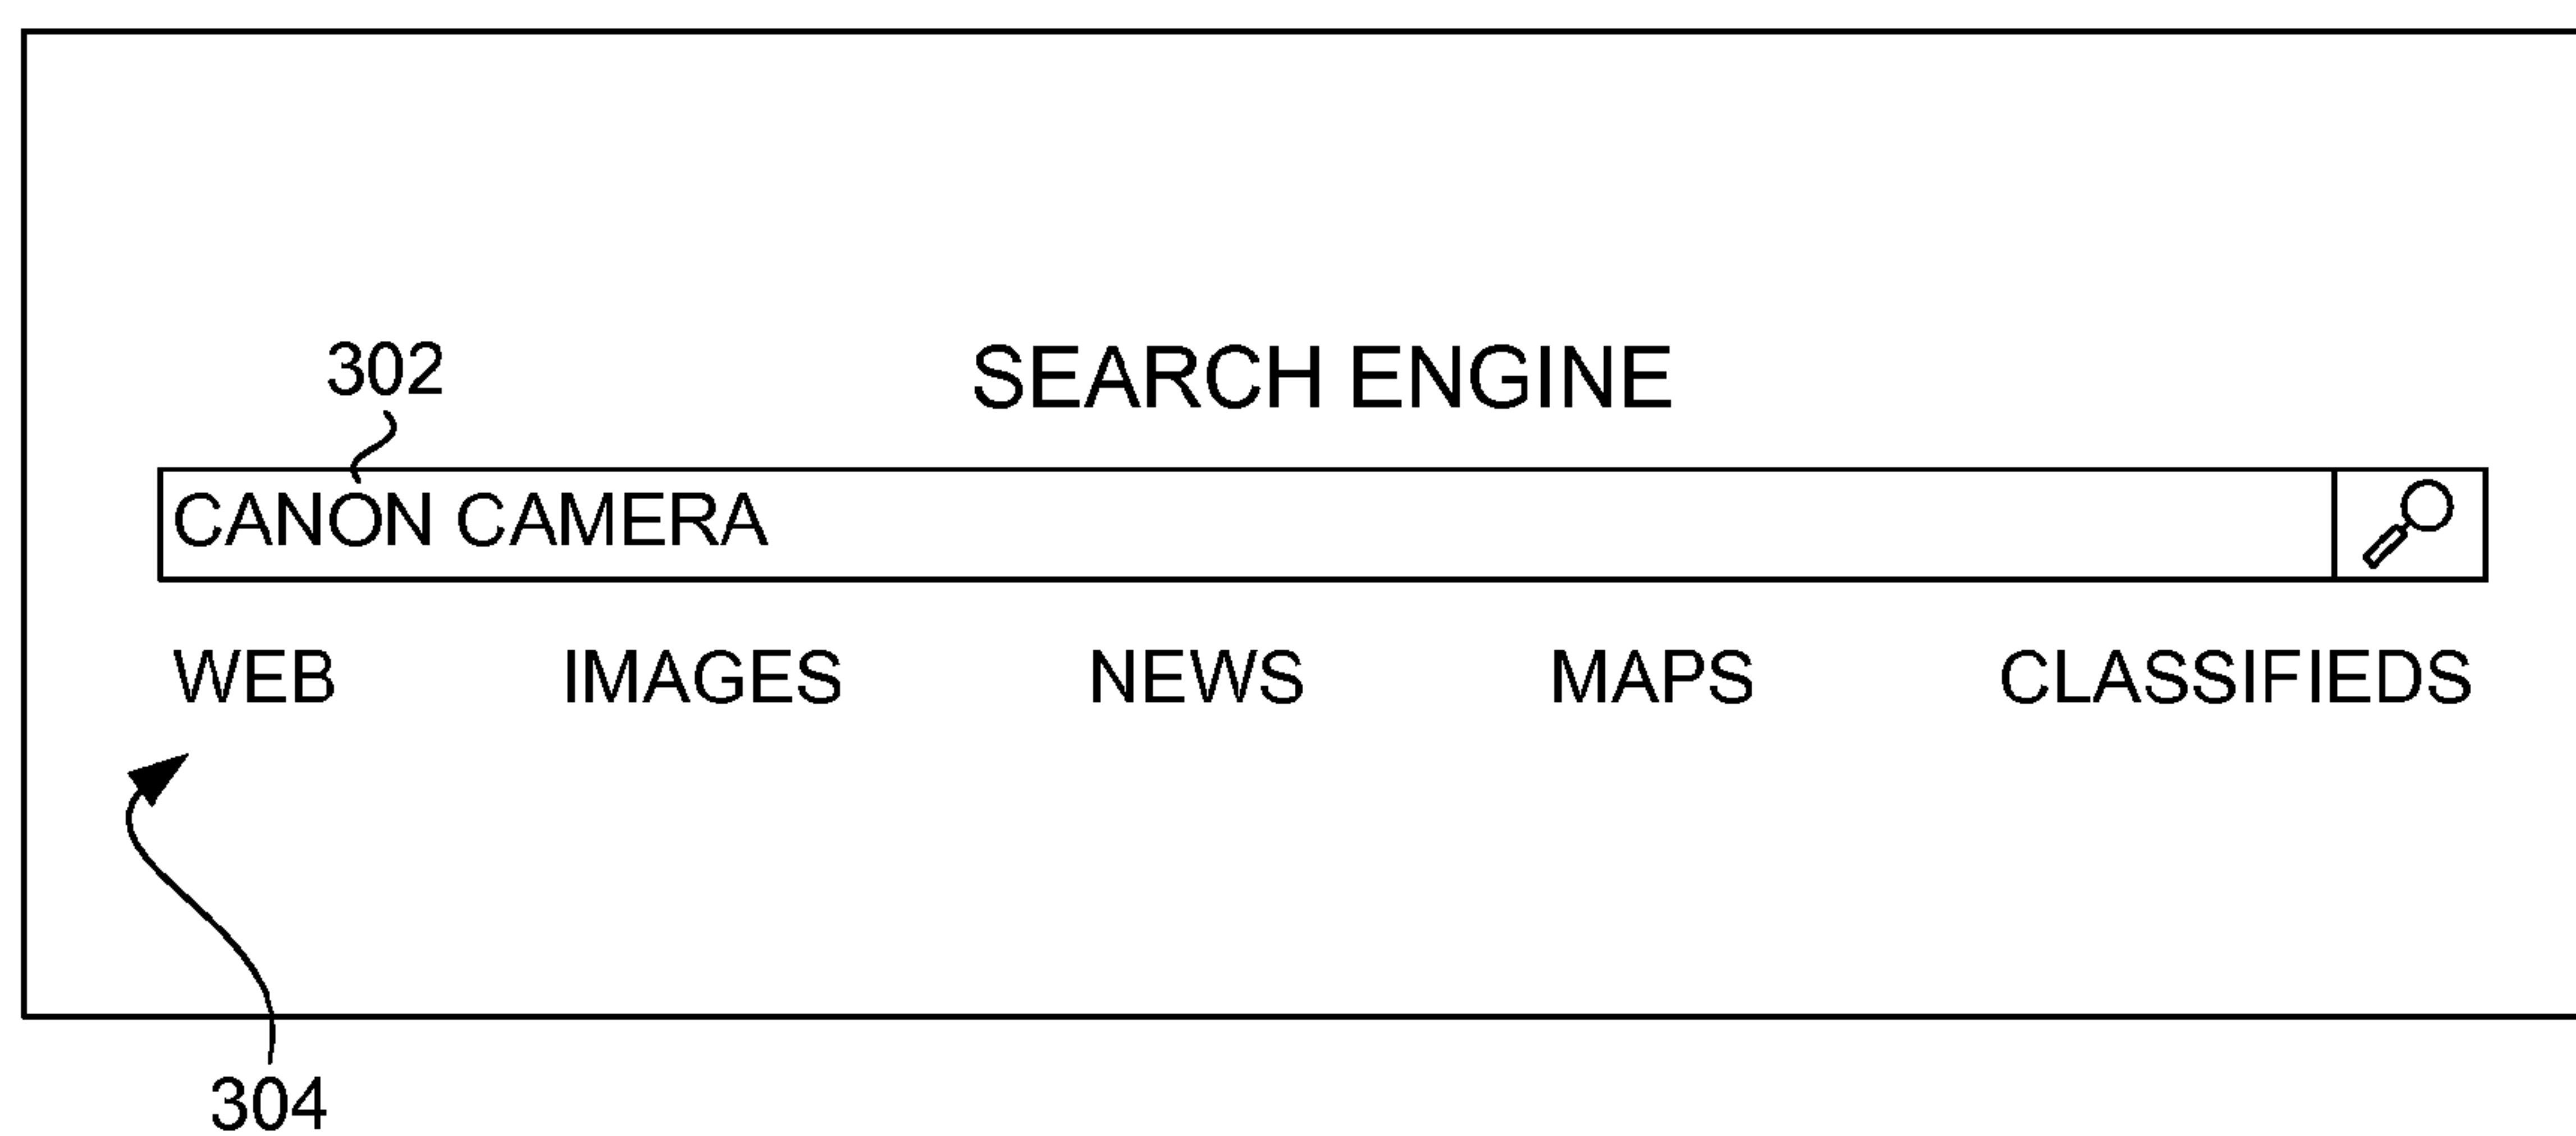 302
SEARCH ENGINE
CANON CAMERA
WEB IMAGES NEWS MAPS CLASSIFIEDS
304